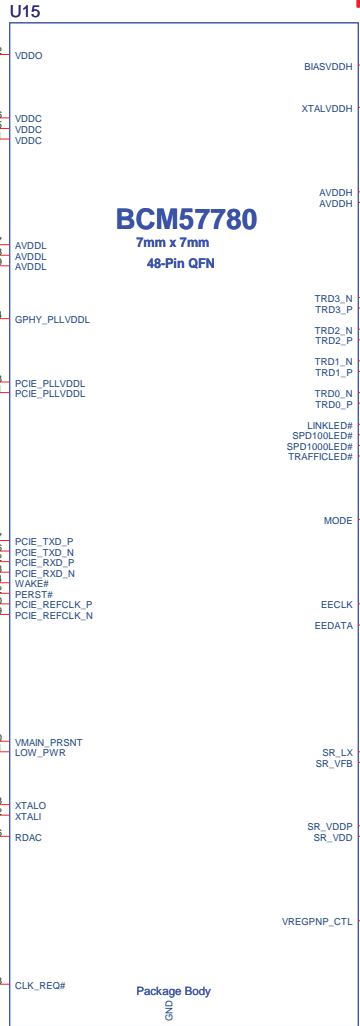 U15
VDDO
BIASVDDH
XTALVDDH
VDDC
VDDC
VDDC
AVDDH
AVDDH
BCM57780
7mm x 7mm
48-Pin QFN
AVDDL
AVDDL
AVDDL
TRD3_N
TRD3_P
GPHY_PLLVDDL
TRD2_N
TRD2_P
TRD1_N
TRD1_P
PCIE_PLLVDDL
PCIE_PLLVDDL
TRD0_N
TRD0_P
LINKLED#
SPD100LED#
SPD1000LED#
TRAFFICLED#
MODE
PCIE_TXD_P
PCIE_TXD_N
PCIE_RXD_P
PCIE_RXD_N
WAKE#
PERST#
PCIE_REFCLK_P
PCIE_REFCLK_N
EECLK
EEDATA
VMAIN_PRSNT
LOW_PWR
SR_LX
SR_VFB
XTALO
XTALI
RDAC
SR_VDDP
SR_VDD
VREGPNP_CTL
CLK_REQ#
Package Body
GND